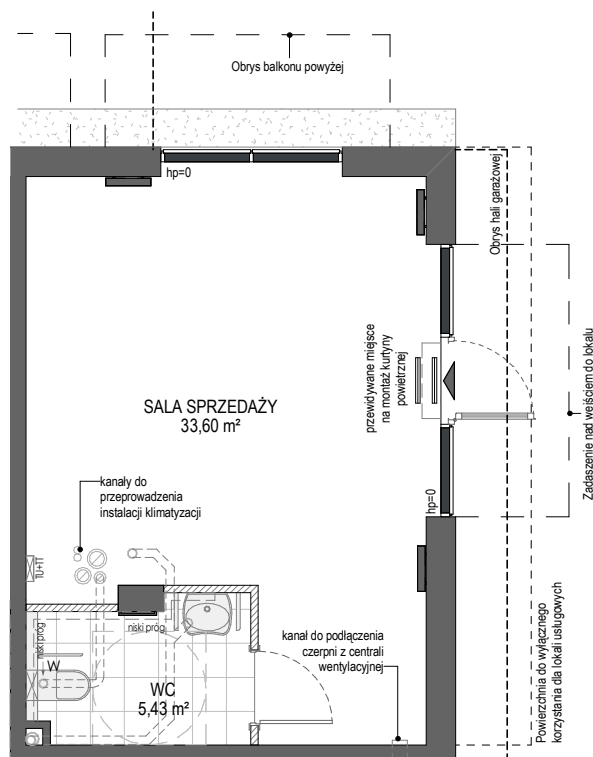 Obrys balkonu powyżej
hp=0
Obrys hali garażowej
przewidywane miejsce
na montaż kurtyny
powietrznej
Zadaszenie nad wejściem do lokalu
SALA SPRZEDAŻY
33,60 m²
kanały do
przeprowadzenia
instalacji klimatyzacji
hp=0
TU+TT
niski próg
niski próg
W
WC
5,43 m²
kanał do podłączenia
czerpni z centrali
wentylacyjnej
Powierzchnia do wyłącznego
korzystania dla lokali usługowych